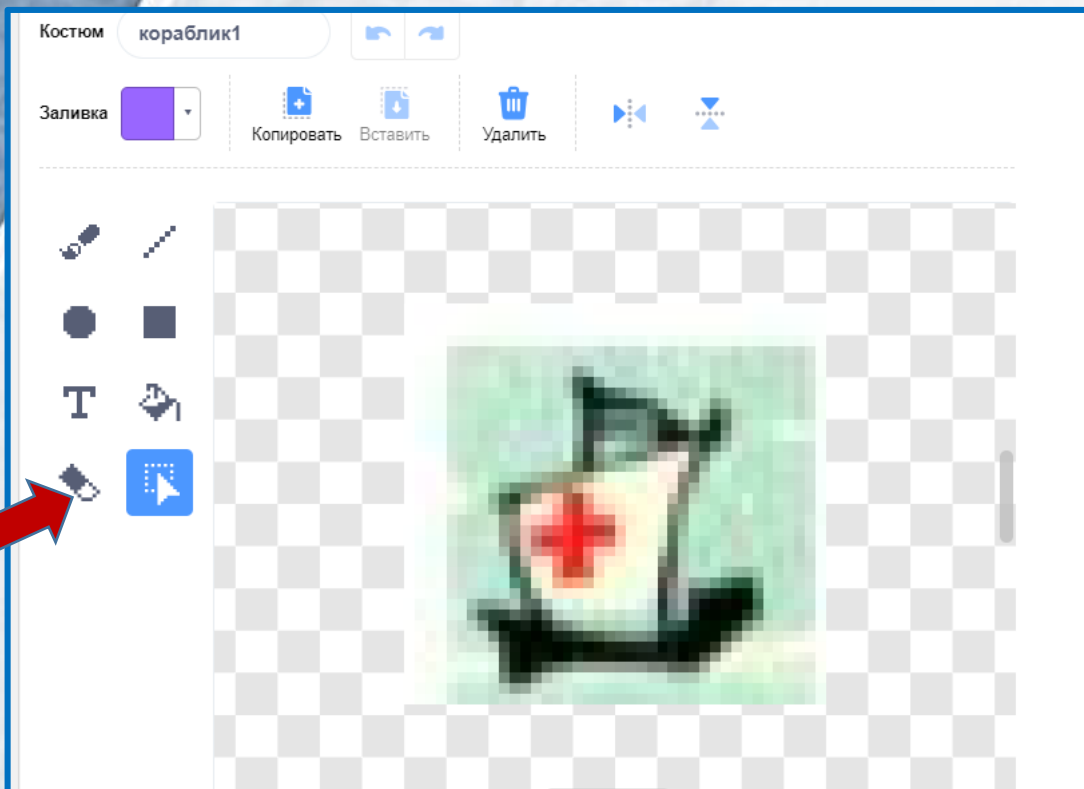 Костюм кораблик1
Заливка
Копировать Вставить Удалить
T